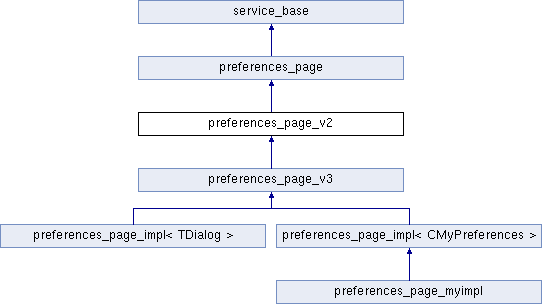 service_base
preferences_page
preferences_page_v2
preferences_page_v3
preferences_page_impl< TDialog >
preferences_page_impl< CMyPreferences >
preferences_page_myimpl